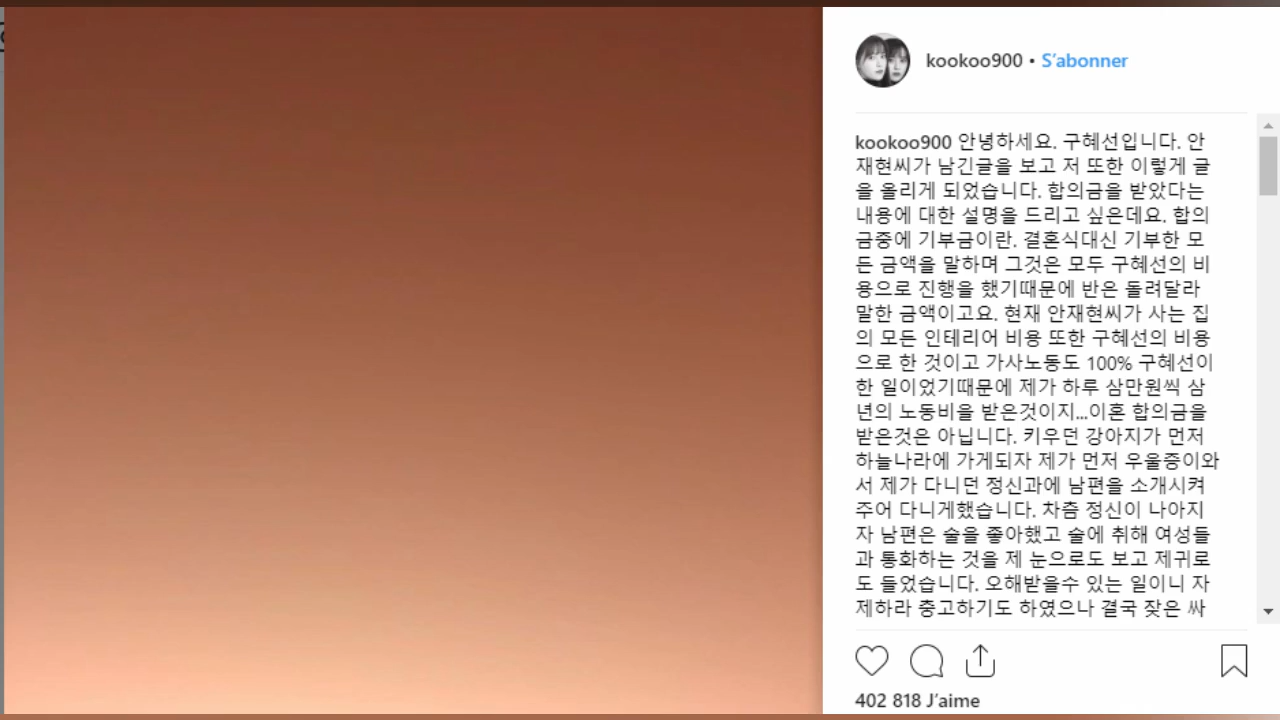 kookoo900 • S'abonner
kookoo900 안녕하세요. 구혜선입니다. 안
재현씨가 남긴글을 보고 저 또한 이렇게 글
을 올리게 되었습니다. 합의금을 받았다는
내용에 대한 설명을 드리고 싶은데요. 합의
금중에 기부금이란. 결혼식대신 기부한 모
든 금액을 말하며 그것은 모두 구혜선의 비
용으로 진행을 했기때문에 반은 돌려달라
말한 금액이고요. 현재 안재현씨가 사는 집
의 모든 인테리어 비용 또한 구혜선의 비용
으로 한 것이고 가사노동도 100% 구혜선이
한 일이었기때문에 제가 하루 삼만원씩 삼
년의 노동비을 받은것이지...이혼 합의금을
받은것은 아닙니다. 키우던 강아지가 먼저
하늘나라에 가게되자 제가 먼저 우울증이와
서 제가 다니던 정신과에 남편을 소개시켜
주어 다니게했습니다. 차츰 정신이 나아지
자 남편은 술을 좋아했고 술에 취해 여성들
과 통화하는 것을 제 눈으로도 보고 제귀로
도 들었습니다. 오해받을수 있는 일이니 자
제하라 충고하기도 하였으나 결국 잦은 싸
402 818 J'aime